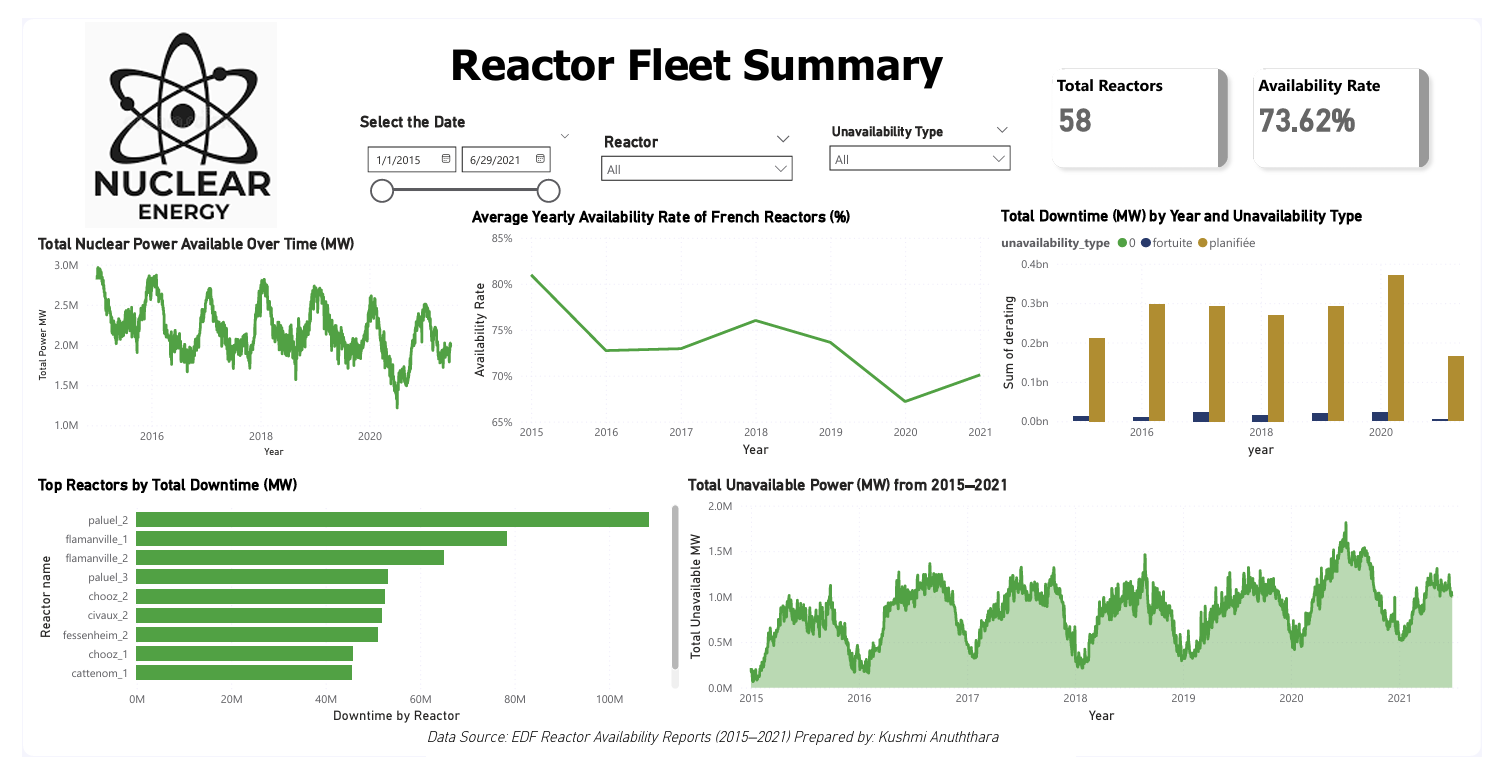 NUCLEAR
ENERGY
Reactor Fleet Summary
Select the Date
1/1/2015
6/29/2021
Reactor
All
Unavailability Type
All
Total Reactors
58
Availability Rate
73.62%
Total Nuclear Power Available Over Time (MW)
Total Power MW
3.0M
2.5M
2.0M
1.5M
1.0M
2016 2018 2020
Year
Average Yearly Availability Rate of French Reactors (%)
Availability Rate
85%
80%
75%
70%
65%
2015 2016 2017 2018 2019 2020 2021
Year
Total Downtime (MW) by Year and Unavailability Type
unavailability_type 0 fortuite planifiée
Sum of derating
0.4bn
0.3bn
0.2bn
0.1bn
0.0bn
2016 2018 2020
year
Top Reactors by Total Downtime (MW)
Reactor name
paluel_2
flamanville_1
flamanville_2
paluel_3
chooz_2
civaux_2
fessenheim_2
chooz_1
cattenom_1
0M 20M 40M 60M 80M 100M
Downtime by Reactor
Total Unavailable Power (MW) from 2015–2021
Total Unavailable MW
2.0M
1.5M
1.0M
0.5M
0.0M
2015 2016 2017 2018 2019 2020 2021
Year
Data Source: EDF Reactor Availability Reports (2015–2021) Prepared by: Kushmi Anuththara